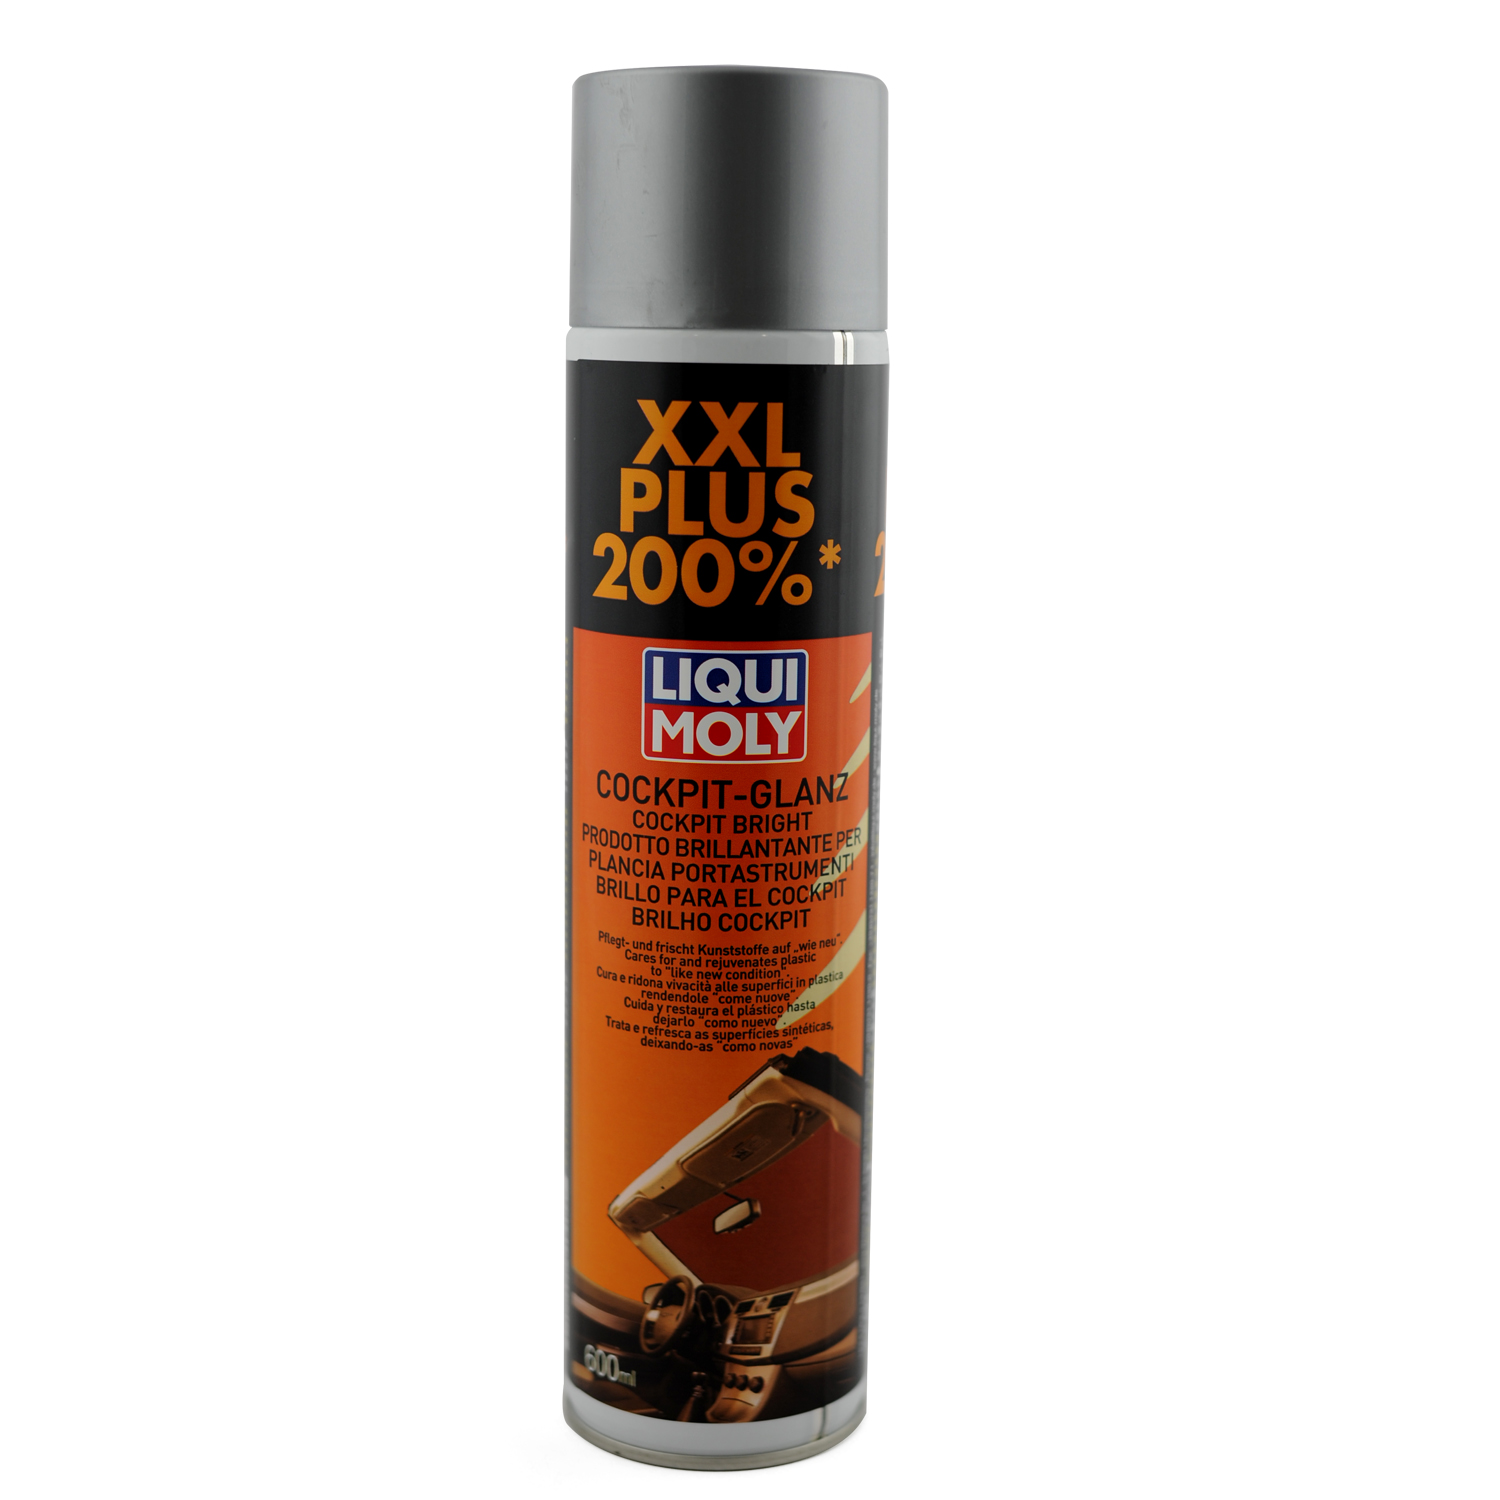 XXL
PLUS
200%*
LIQUI
MOLY
COCKPIT-GLANZ
COCKPIT BRIGHT
PRODOTTO BRILLANTANTE PER
PLANCIA PORTASTRUMENTI
BRILLO PARA EL COCKPIT
BRILHO COCKPIT
Pflegt- und frischt Kunststoffe auf „wie neu“.
Cares for and rejuvenates plastic
to "like new condition".
Cura e ridona vivacità alle superfici in plastica
rendendole "come nuove".
Cuida y restaura el plástico hasta
dejarlo "como nuevo".
Trata e refresca as superfícies sintéticas,
deixando-as "como novas"
600ml